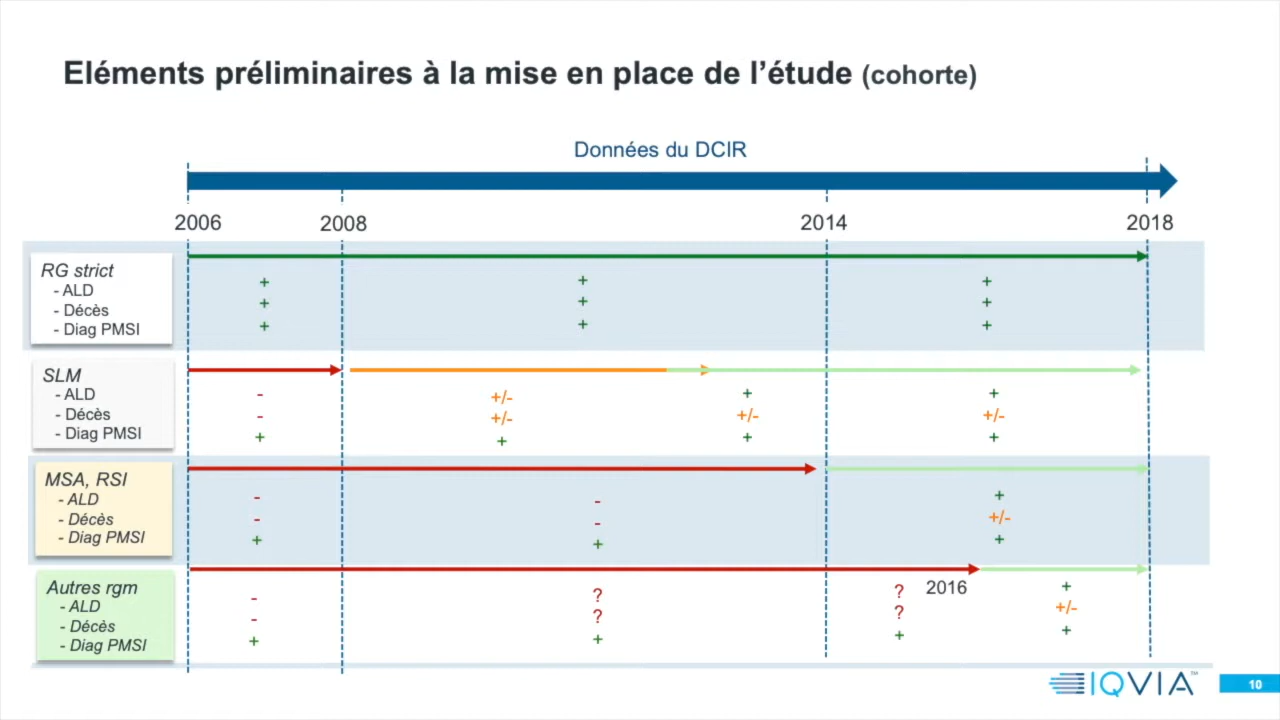 Eléments préliminaires à la mise en place de l’étude (cohorte)
Données du DCIR
2006 2008 2014 2018
RG strict
- ALD + + +
- Décès + + +
- Diag PMSI + + +
SLM
- ALD - +/- + +
- Décès - +/- +/- +/-
- Diag PMSI + + + +
MSA, RSI
- ALD - - +
- Décès - - +/-
- Diag PMSI + + +
Autres rgm 2016
- ALD - ? ? +
- Décès - ? ? +/-
- Diag PMSI + + + +
IQVIA™
10